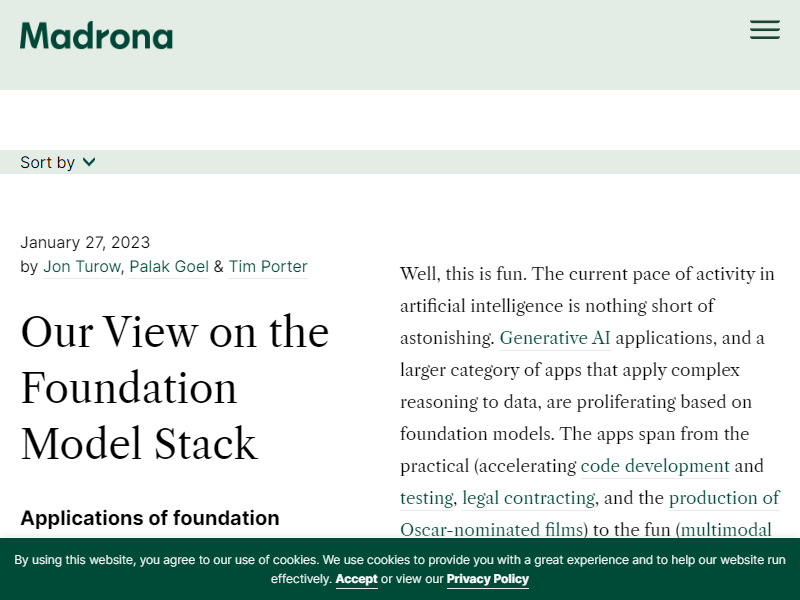 Madrona
Sort by
January 27, 2023
by Jon Turow, Palak Goel & Tim Porter
Our View on the
Foundation
Model Stack
Applications of foundation
Well, this is fun. The current pace of activity in
artificial intelligence is nothing short of
astonishing. Generative AI applications, and a
larger category of apps that apply complex
reasoning to data, are proliferating based on
foundation models. The apps span from the
practical (accelerating code development and
testing, legal contracting, and the production of
Oscar-nominated films) to the fun (multimodal
By using this website, you agree to our use of cookies. We use cookies to provide you with a great experience and to help our website run
effectively. Accept or view our Privacy Policy